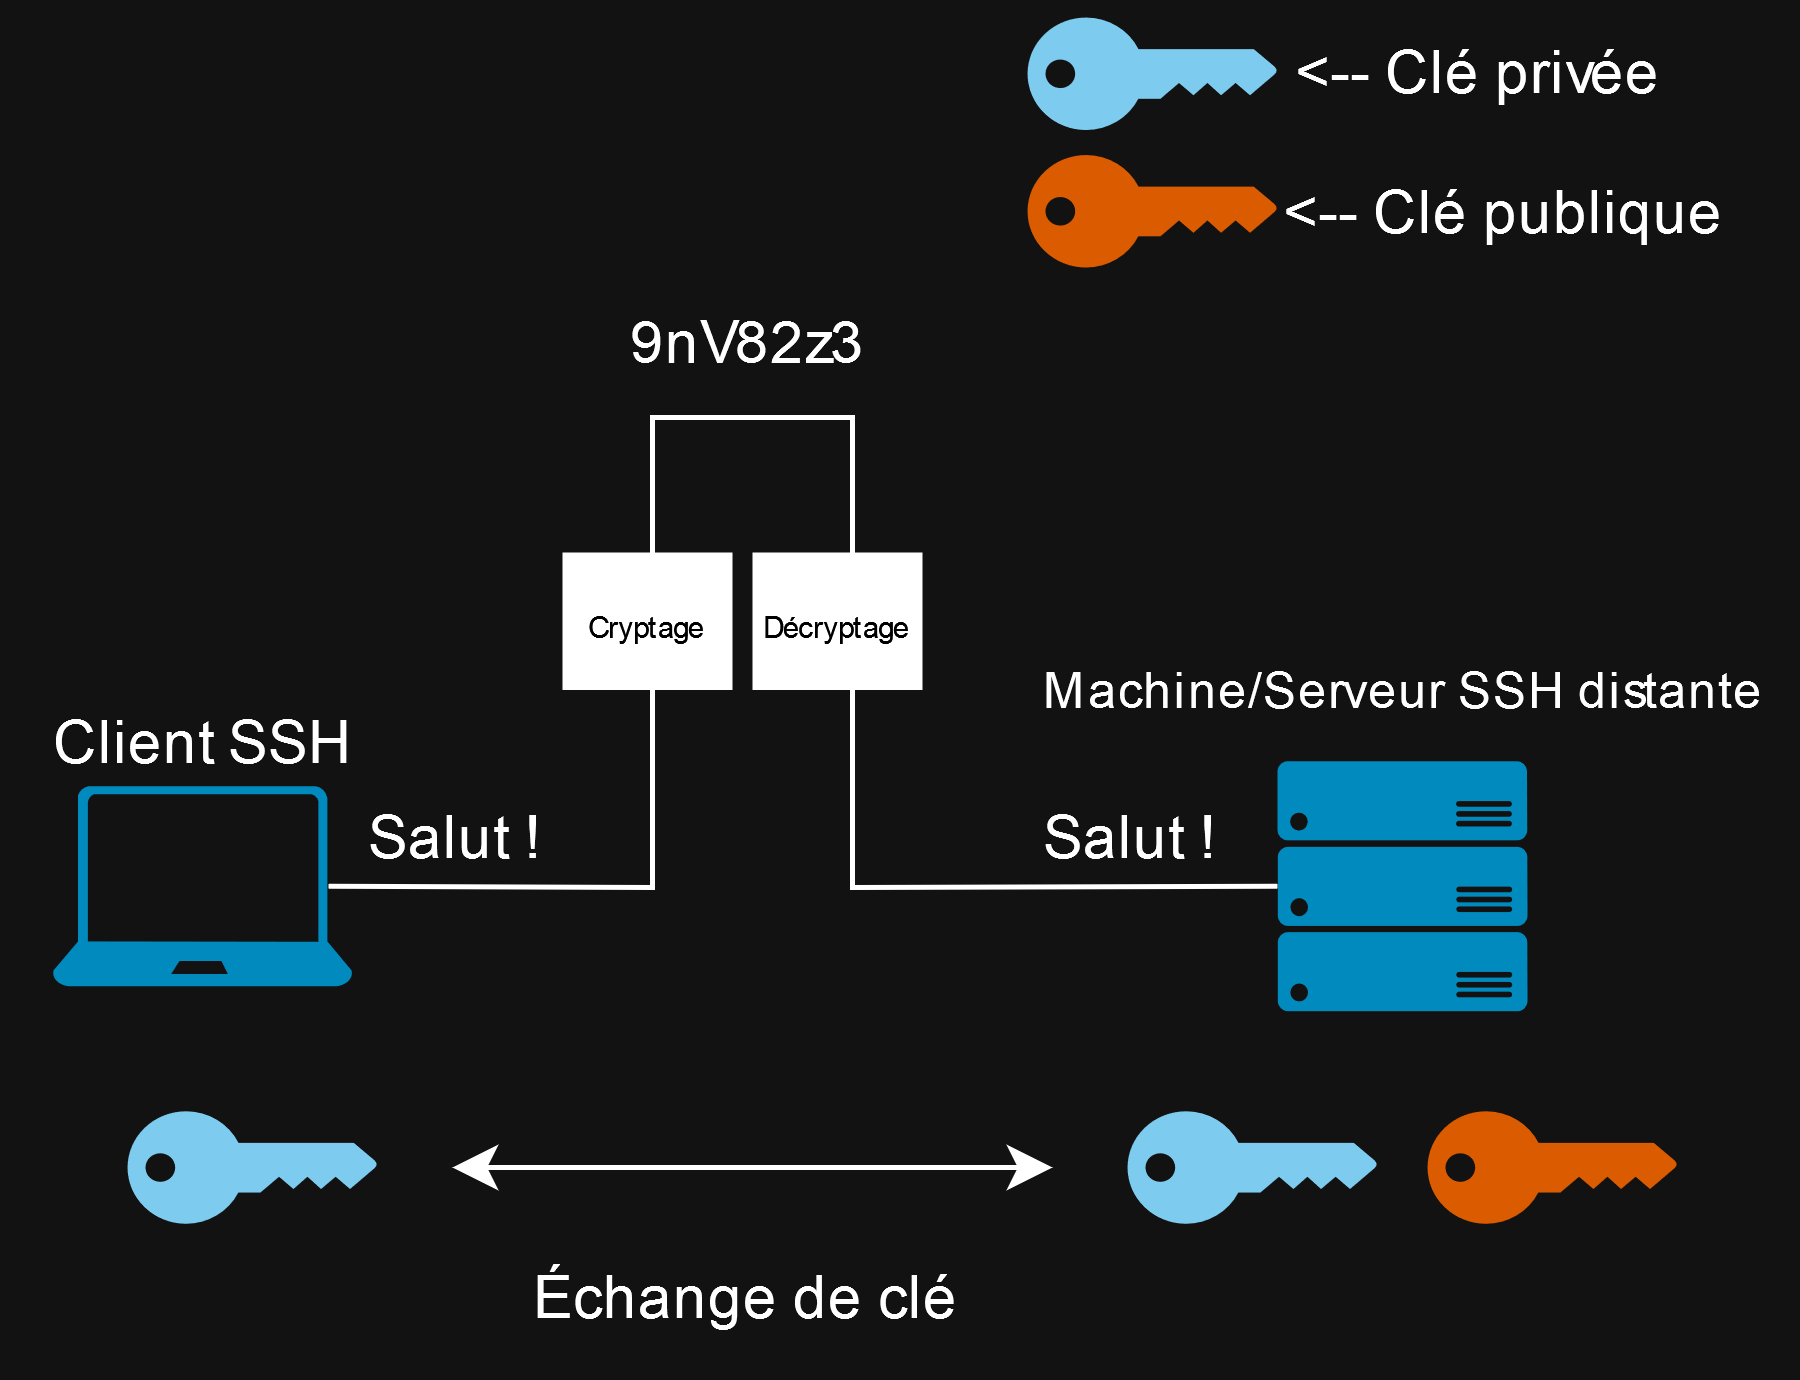 <-- Clé privée
<-- Clé publique
9nV82z3
Cryptage
Décryptage
Machine/Serveur SSH distante
Client SSH
Salut !
Salut !
Échange de clé